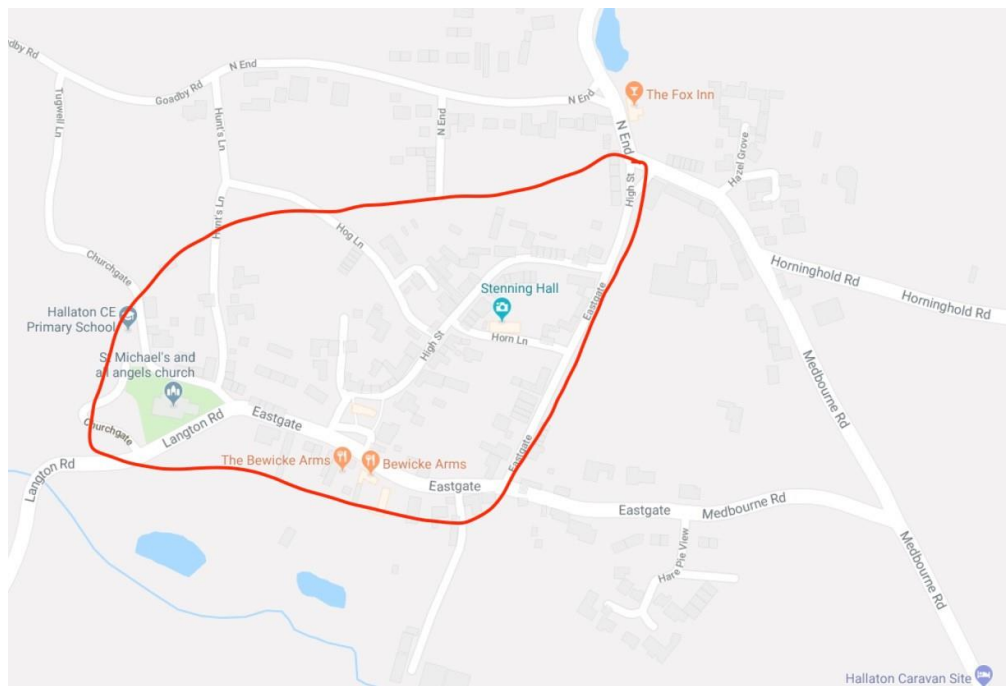 dby Rd
N End
Goadby Rd
Tugwell Ln
Hunt's Ln
N End
N End
The Fox Inn
N End
Hazel Grove
High St
Hunt's Ln
Hog Ln
Churchgate
Horninghold Rd
Horninghold Rd
Stenning Hall
Eastgate
Hallaton CE
Primary School
Horn Ln
High St
St Michael's and
all angels church
Medbourne Rd
Eastgate
Langton Rd
Churchgate
Eastgate
The Bewicke Arms
Bewicke Arms
Langton Rd
Eastgate
Eastgate
Medbourne Rd
Medbourne Rd
Hare Pie View
Hallaton Caravan Site